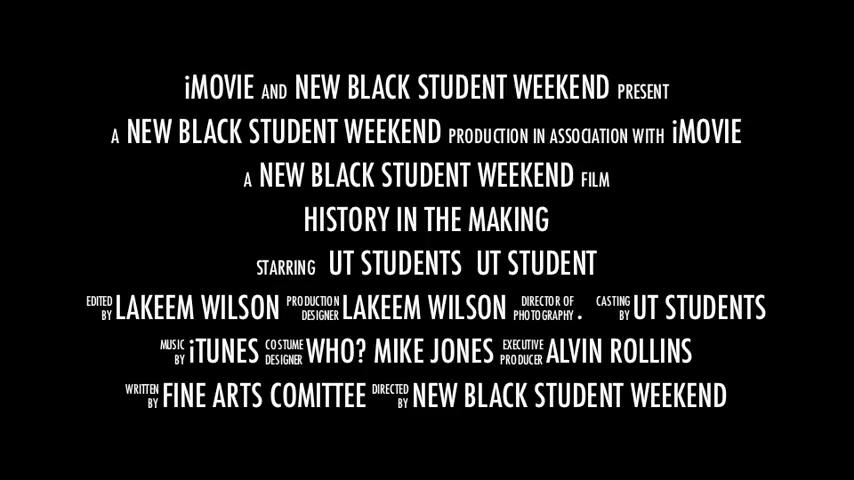 iMOVIE AND NEW BLACK STUDENT WEEKEND PRESENT
A NEW BLACK STUDENT WEEKEND PRODUCTION IN ASSOCIATION WITH iMOVIE
A NEW BLACK STUDENT WEEKEND FILM
HISTORY IN THE MAKING
STARRING UT STUDENTS UT STUDENT
EDITED BY LAKEEM WILSON PRODUCTION DESIGNER LAKEEM WILSON DIRECTOR OF PHOTOGRAPHY . CASTING BY UT STUDENTS
MUSIC BY iTUNES COSTUME DESIGNER WHO? MIKE JONES EXECUTIVE PRODUCER ALVIN ROLLINS
WRITTEN BY FINE ARTS COMITTEE DIRECTED BY NEW BLACK STUDENT WEEKEND